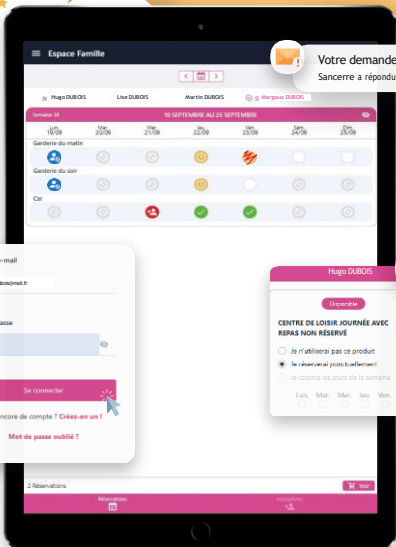 Espace Famille
Votre demande
Sancerre a répondu
Hugo DUBOIS
Lise DUBOIS
Martin DUBOIS
Margaux DUBOIS
Semaine 38
19 SEPTEMBRE AU 25 SEPTEMBRE
Lun. Mar. Mer. Jeu. Ven. Sam. Dim.
19/09 20/09 21/09 22/09 23/09 24/09 25/09
Garderie du matin
Garderie du soir
Car
e-mail
dubois@mail.fr
asse
Se connecter
encore de compte ? Créez-en un !
Mot de passe oublié ?
Hugo DUBOIS
Disponible
CENTRE DE LOISIR JOURNÉE AVEC
REPAS NON RÉSERVÉ
Je n'utiliserai pas ce produit
Je réserverai ponctuellement
Je réserve les jours de la semaine
Lun. Mar. Mer. Jeu. Ven.
2 Réservations
Voir
Réservations